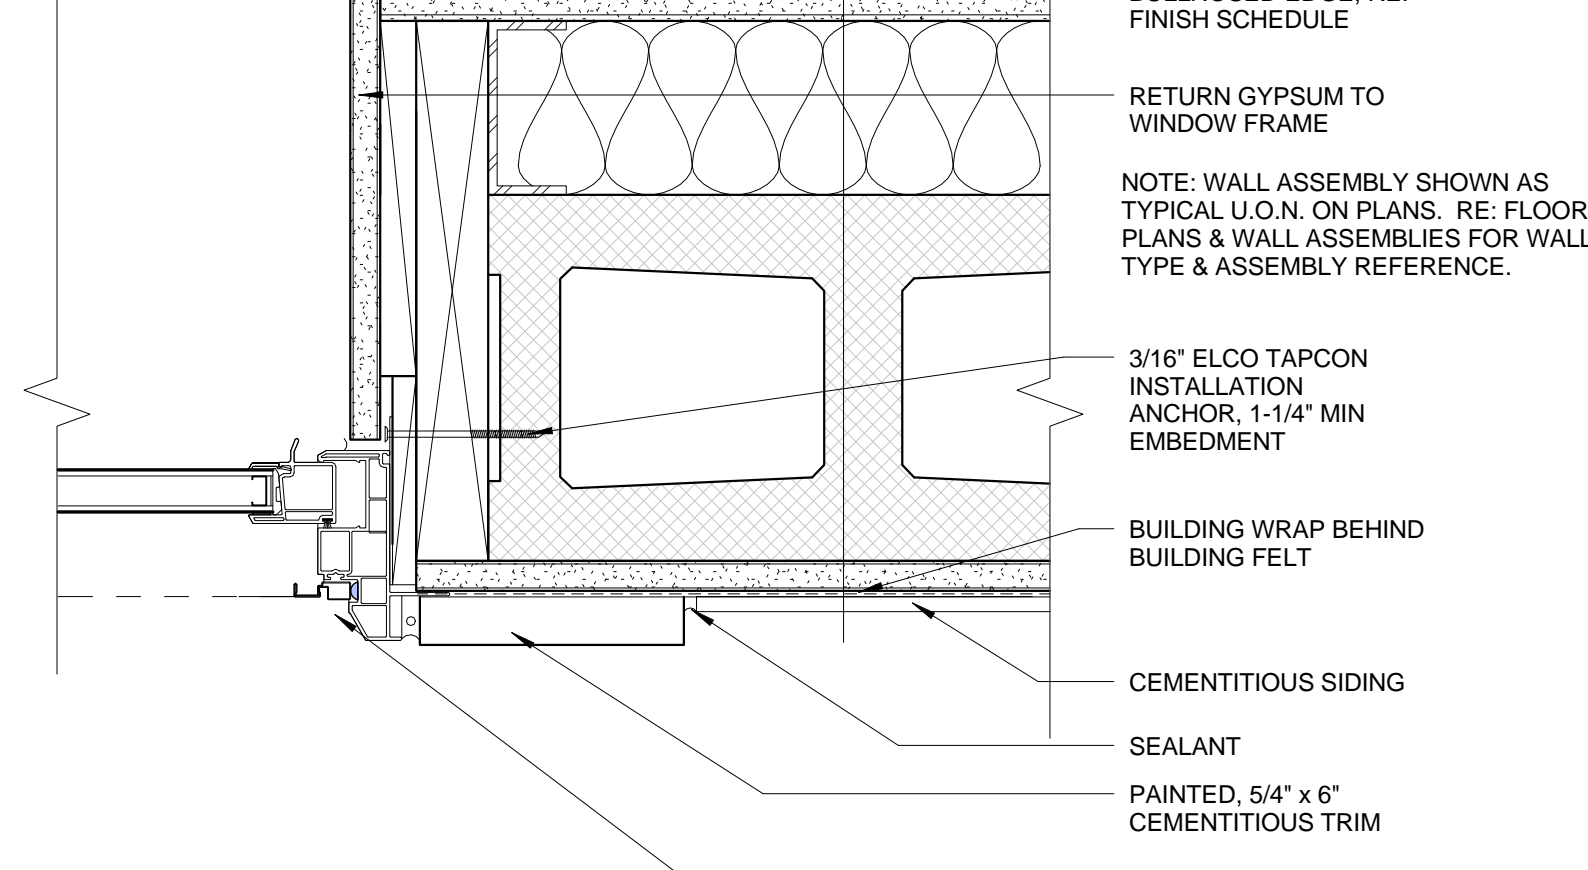 FINISH SCHEDULE
RETURN GYPSUM TO
WINDOW FRAME
NOTE: WALL ASSEMBLY SHOWN AS
TYPICAL U.O.N. ON PLANS.  RE: FLOOR
PLANS & WALL ASSEMBLIES FOR WALL
TYPE & ASSEMBLY REFERENCE.
3/16" ELCO TAPCON
INSTALLATION
ANCHOR, 1-1/4" MIN
EMBEDMENT
BUILDING WRAP BEHIND
BUILDING FELT
CEMENTITIOUS SIDING
SEALANT
PAINTED, 5/4" x 6"
CEMENTITIOUS TRIM